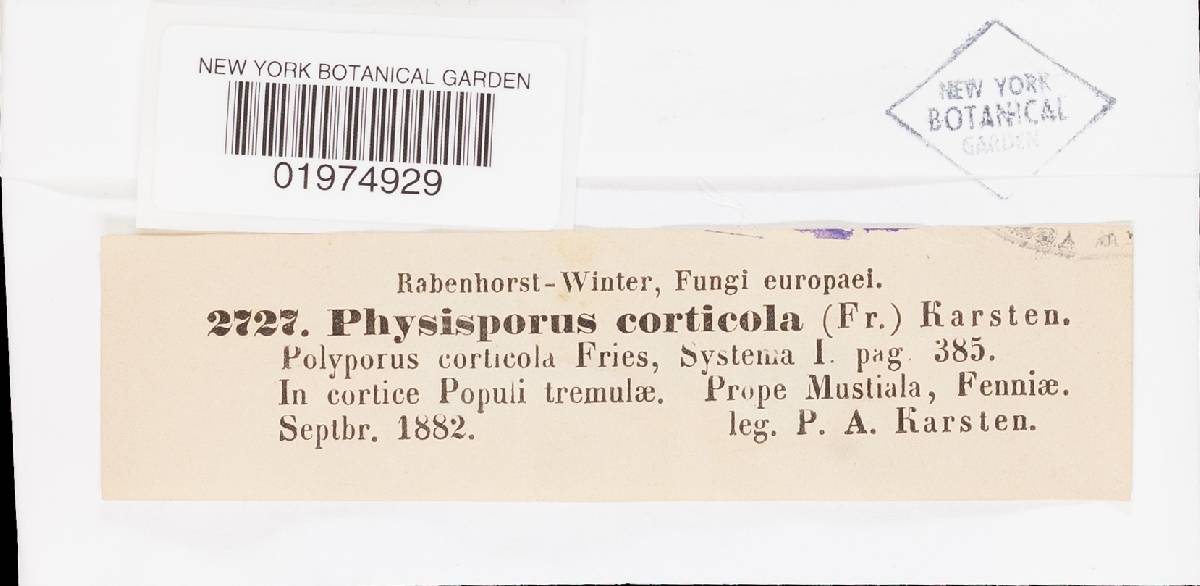 NEW YORK BOTANICAL GARDEN
01974929
NEW YORK
BOTANICAL
GARDEN
Rabenhorst-Winter, Fungi europaei.
2727. Physisporus corticola (Fr.) Karsten.
Polyporus corticola Fries, Systema I. pag. 385.
In cortice Populi tremulæ. Prope Mustiala, Fenniæ.
Septbr. 1882. leg. P. A. Karsten.